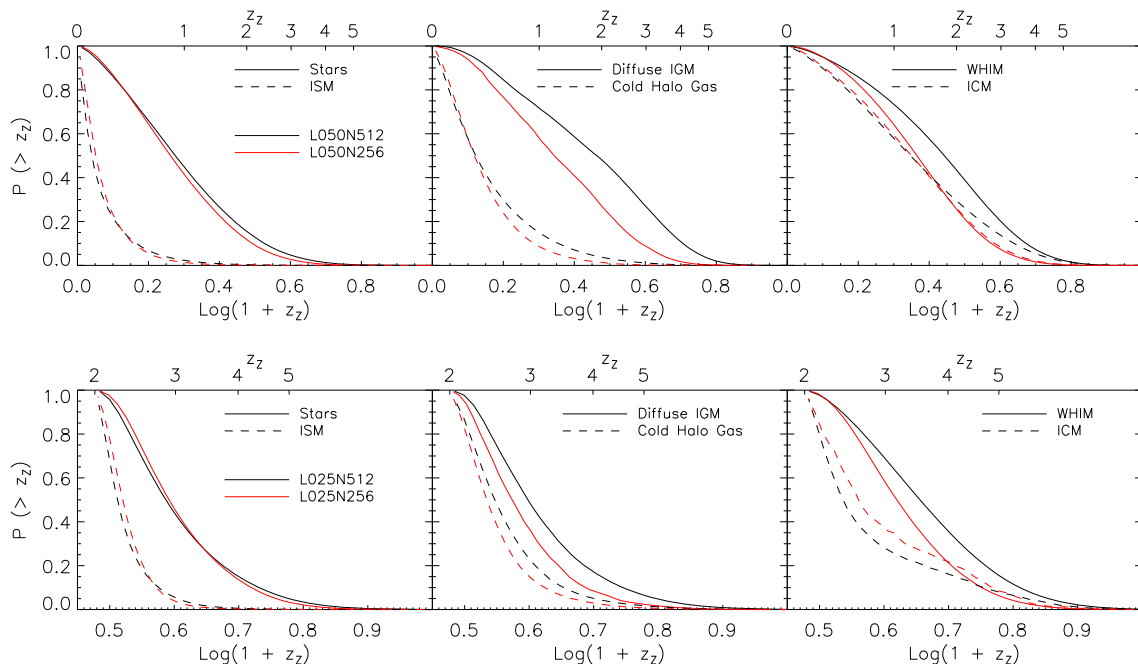 z_z z_z z_z
0 1 2 3 4 5 0 1 2 3 4 5 0 1 2 3 4 5
1.0
0.8
0.6
0.4
0.2
0.0
P (> z_z)
Stars
ISM
L050N512
L050N256
Diffuse IGM
Cold Halo Gas
WHIM
ICM
0.0 0.2 0.4 0.6 0.8 0.0 0.2 0.4 0.6 0.8 0.0 0.2 0.4 0.6 0.8
Log(1 + z_z) Log(1 + z_z) Log(1 + z_z)
z_z z_z z_z
2 3 4 5 2 3 4 5 2 3 4 5
1.0
0.8
0.6
0.4
0.2
0.0
P (> z_z)
Stars
ISM
L025N512
L025N256
Diffuse IGM
Cold Halo Gas
WHIM
ICM
0.5 0.6 0.7 0.8 0.9 0.5 0.6 0.7 0.8 0.9 0.5 0.6 0.7 0.8 0.9
Log(1 + z_z) Log(1 + z_z) Log(1 + z_z)